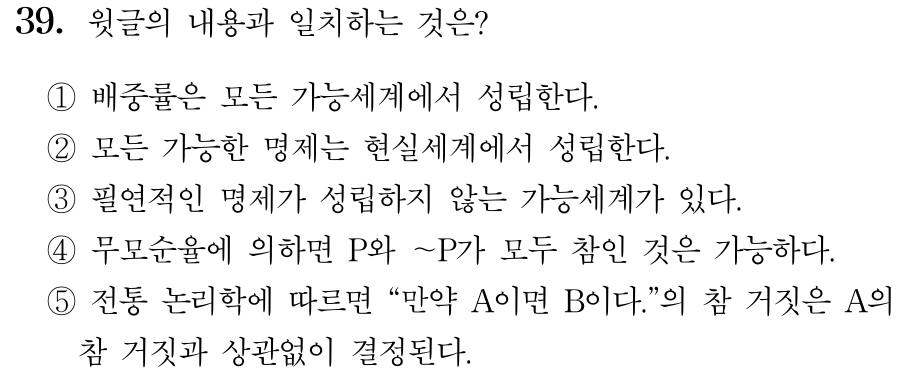 39. 윗글의 내용과 일치하는 것은?
① 배중률은 모든 가능세계에서 성립한다.
② 모든 가능한 명제는 현실세계에서 성립한다.
③ 필연적인 명제가 성립하지 않는 가능세계가 있다.
④ 무모순율에 의하면 P와 ~P가 모두 참인 것은 가능하다.
⑤ 전통 논리학에 따르면 “만약 A이면 B이다.”의 참 거짓은 A의
참 거짓과 상관없이 결정된다.